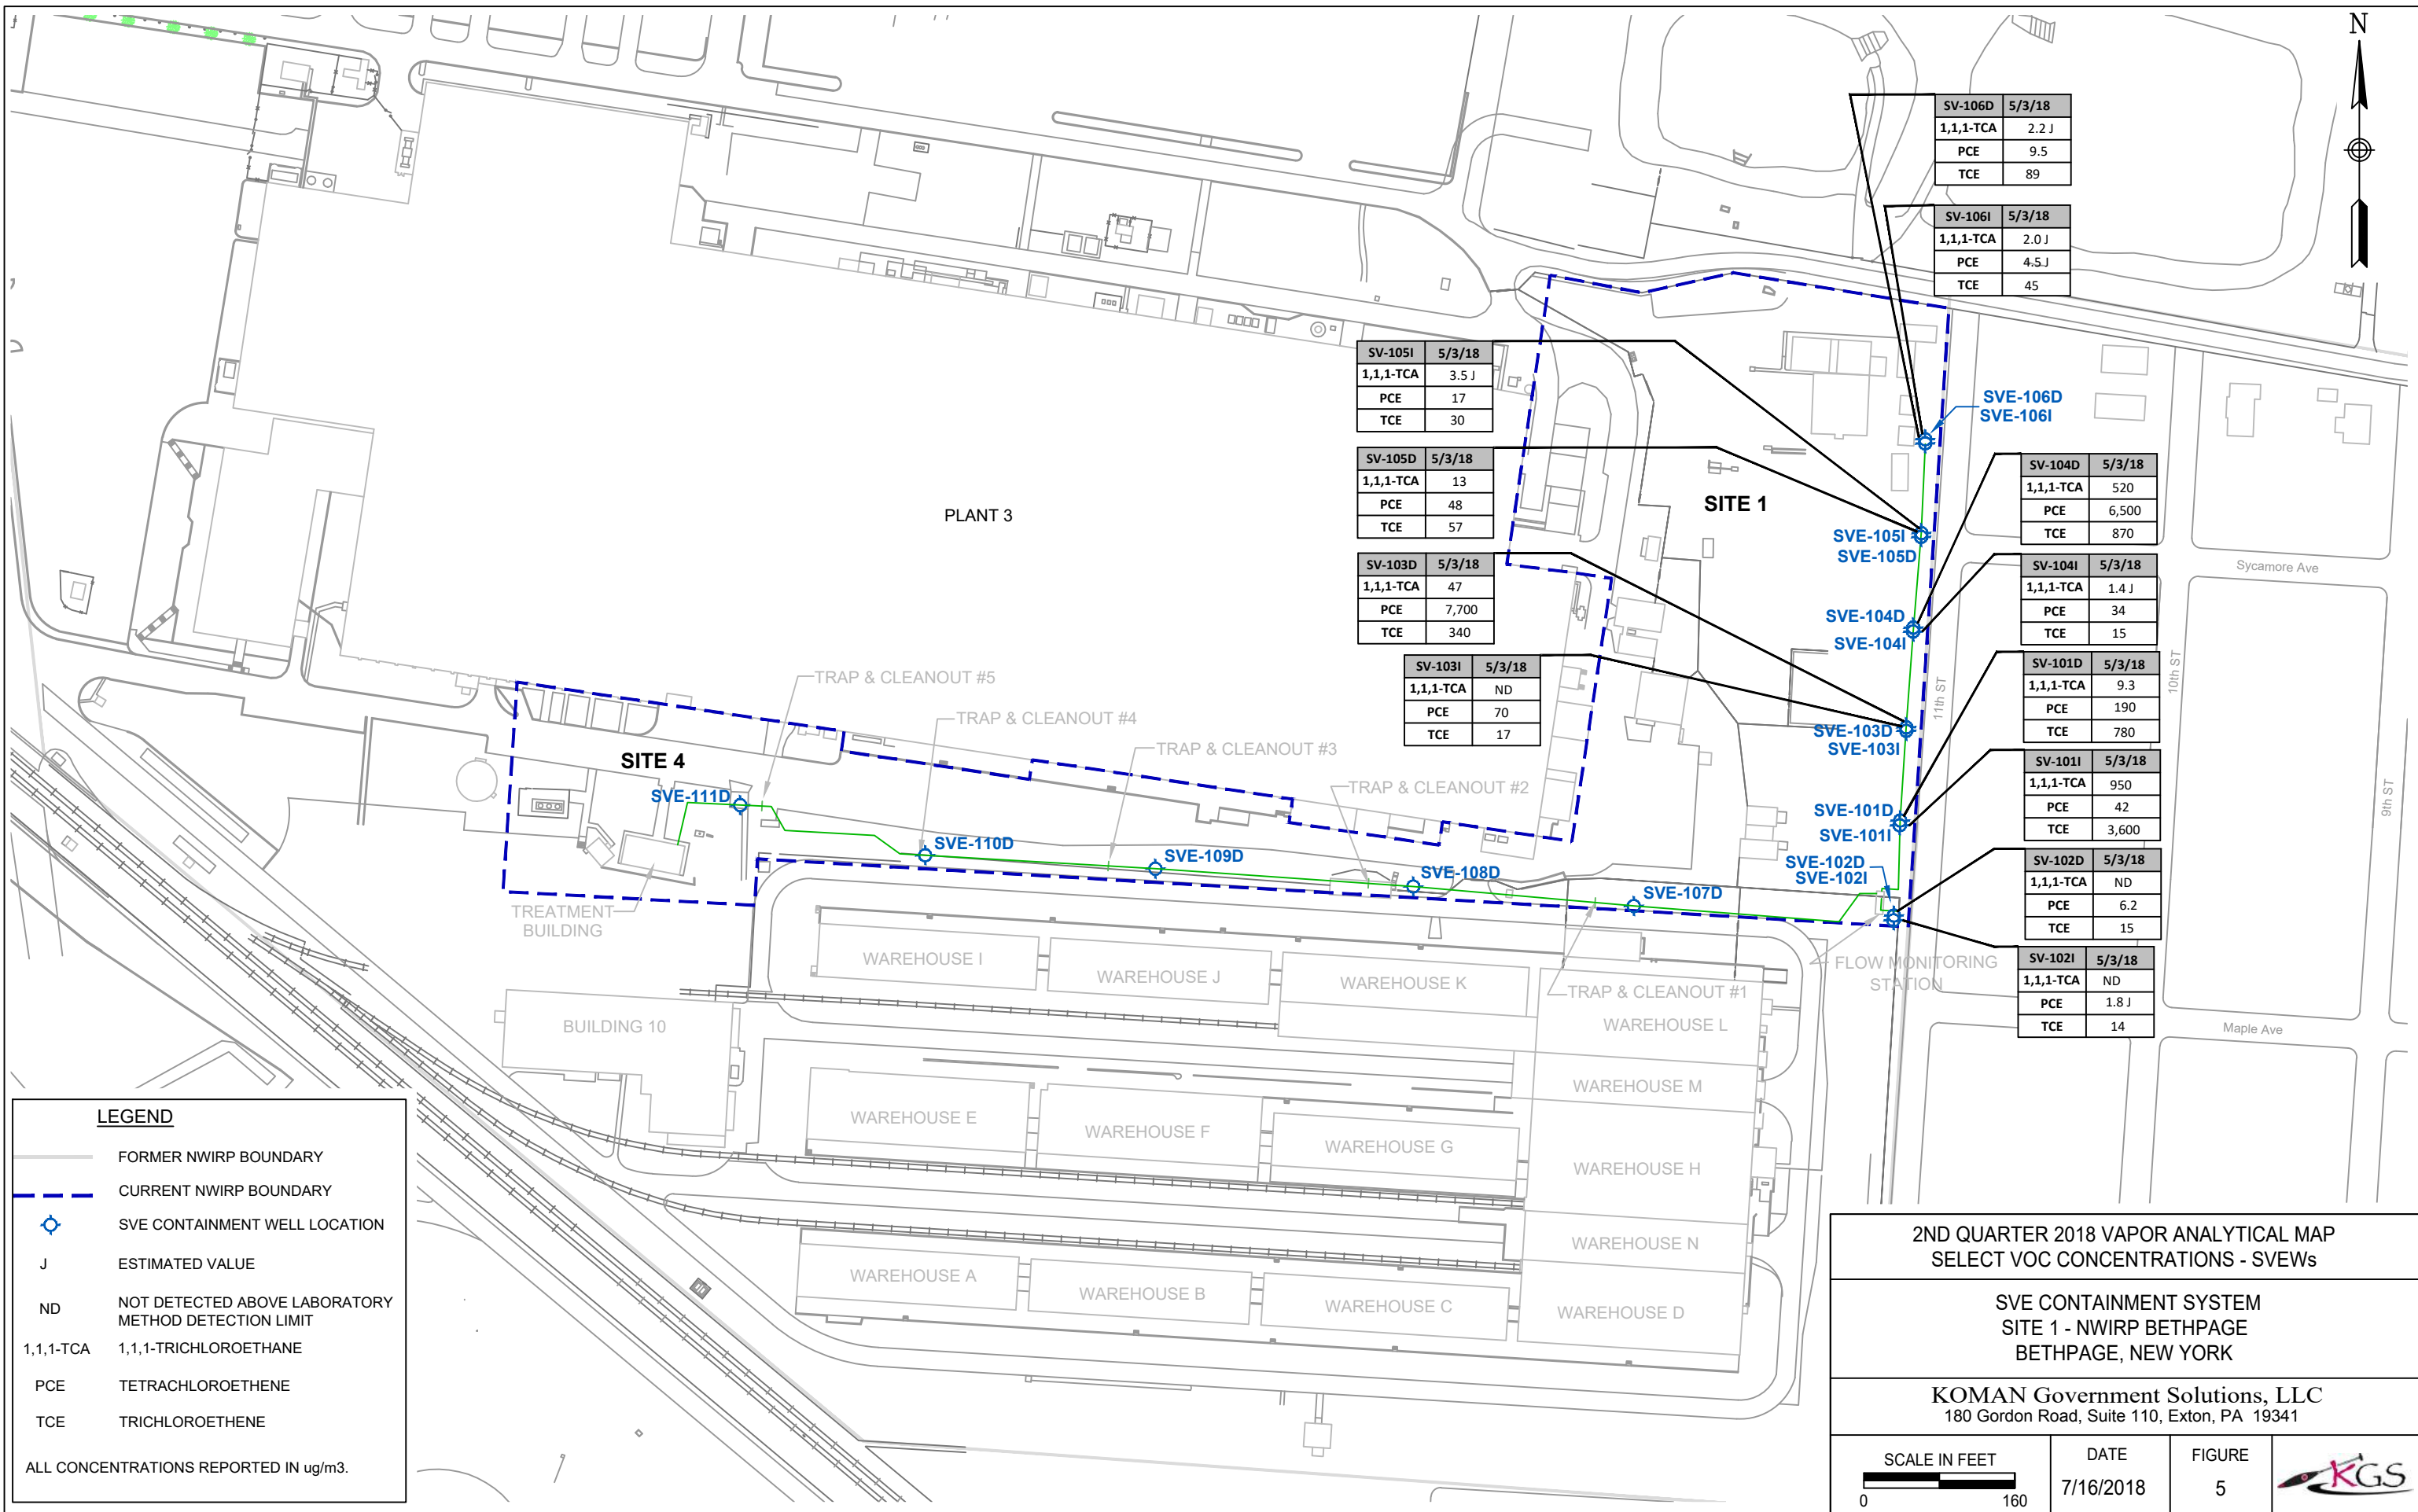 N
SV-106D 5/3/18
1,1,1-TCA 2.2 J
PCE 9.5
TCE 89
SV-106I 5/3/18
1,1,1-TCA 2.0 J
PCE 4.5 J
TCE 45
SV-105I 5/3/18
1,1,1-TCA 3.5 J
PCE 17
TCE 30
SV-105D 5/3/18
1,1,1-TCA 13
PCE 48
TCE 57
SV-103D 5/3/18
1,1,1-TCA 47
PCE 7,700
TCE 340
SV-103I 5/3/18
1,1,1-TCA ND
PCE 70
TCE 17
SV-104D 5/3/18
1,1,1-TCA 520
PCE 6,500
TCE 870
SV-104I 5/3/18
1,1,1-TCA 1.4 J
PCE 34
TCE 15
SV-101D 5/3/18
1,1,1-TCA 9.3
PCE 190
TCE 780
SV-101I 5/3/18
1,1,1-TCA 950
PCE 42
TCE 3,600
SV-102D 5/3/18
1,1,1-TCA ND
PCE 6.2
TCE 15
SV-102I 5/3/18
1,1,1-TCA ND
PCE 1.8 J
TCE 14
SVE-106D
SVE-106I
SITE 1
SVE-105I
SVE-105D
SVE-104D
SVE-104I
SVE-103D
SVE-103I
SVE-101D
SVE-101I
SVE-102D
SVE-102I
Sycamore Ave
Maple Ave
11th ST
10th ST
9th ST
PLANT 3
SITE 4
TRAP & CLEANOUT #5
TRAP & CLEANOUT #4
TRAP & CLEANOUT #3
TRAP & CLEANOUT #2
TRAP & CLEANOUT #1
SVE-111D
SVE-110D
SVE-109D
SVE-108D
SVE-107D
TREATMENT
BUILDING
FLOW MONITORING
STATION
BUILDING 10
WAREHOUSE I
WAREHOUSE J
WAREHOUSE K
WAREHOUSE L
WAREHOUSE M
WAREHOUSE E
WAREHOUSE F
WAREHOUSE G
WAREHOUSE H
WAREHOUSE N
WAREHOUSE A
WAREHOUSE B
WAREHOUSE C
WAREHOUSE D
LEGEND
FORMER NWIRP BOUNDARY
CURRENT NWIRP BOUNDARY
SVE CONTAINMENT WELL LOCATION
J ESTIMATED VALUE
ND NOT DETECTED ABOVE LABORATORY
METHOD DETECTION LIMIT
1,1,1-TCA 1,1,1-TRICHLOROETHANE
PCE TETRACHLOROETHENE
TCE TRICHLOROETHENE
ALL CONCENTRATIONS REPORTED IN ug/m3.
2ND QUARTER 2018 VAPOR ANALYTICAL MAP
SELECT VOC CONCENTRATIONS - SVEWs
SVE CONTAINMENT SYSTEM
SITE 1 - NWIRP BETHPAGE
BETHPAGE, NEW YORK
KOMAN Government Solutions, LLC
180 Gordon Road, Suite 110, Exton, PA 19341
SCALE IN FEET
0 160
DATE
7/16/2018
FIGURE
5
KGS